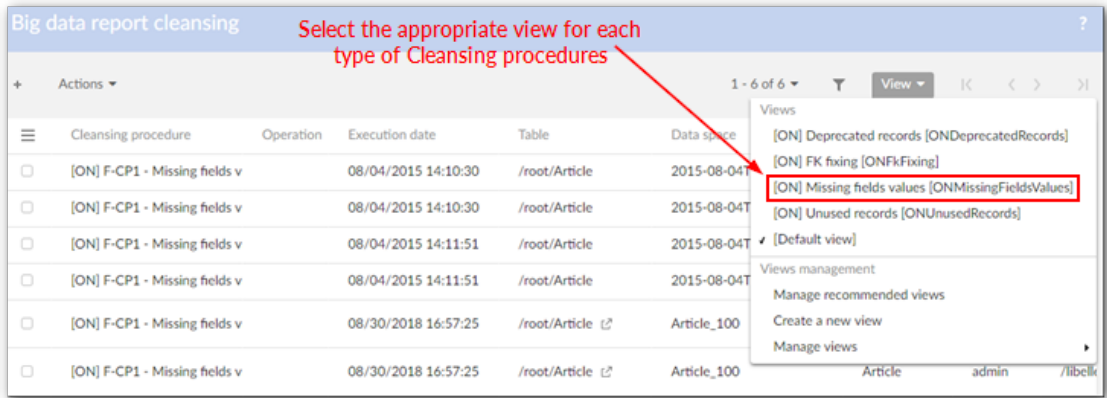 Big data report cleansing
?
Select the appropriate view for each
type of Cleansing procedures
+ Actions 1 - 6 of 6 View
Views
Cleansing procedure Operation Execution date Table Data space
[ON] Deprecated records [ONDeprecatedRecords]
[ON] FK fixing [ONFkFixing]
[ON] F-CP1 - Missing fields v 08/04/2015 14:10:30 /root/Article 2015-08-04T
[ON] Missing fields values [ONMissingFieldsValues]
[ON] F-CP1 - Missing fields v 08/04/2015 14:10:30 /root/Article 2015-08-04T
[ON] Unused records [ONUnusedRecords]
[ON] F-CP1 - Missing fields v 08/04/2015 14:11:51 /root/Article 2015-08-04T
[Default view]
Views management
[ON] F-CP1 - Missing fields v 08/04/2015 14:11:51 /root/Article 2015-08-04T
Manage recommended views
[ON] F-CP1 - Missing fields v 08/30/2018 16:57:25 /root/Article Article_100
Create a new view
Manage views
[ON] F-CP1 - Missing fields v 08/30/2018 16:57:25 /root/Article Article_100 Article admin /libelle